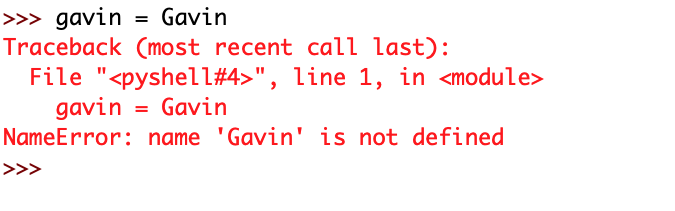 >>> gavin = Gavin
Traceback (most recent call last):
  File "<pyshell#4>", line 1, in <module>
    gavin = Gavin
NameError: name 'Gavin' is not defined
>>>